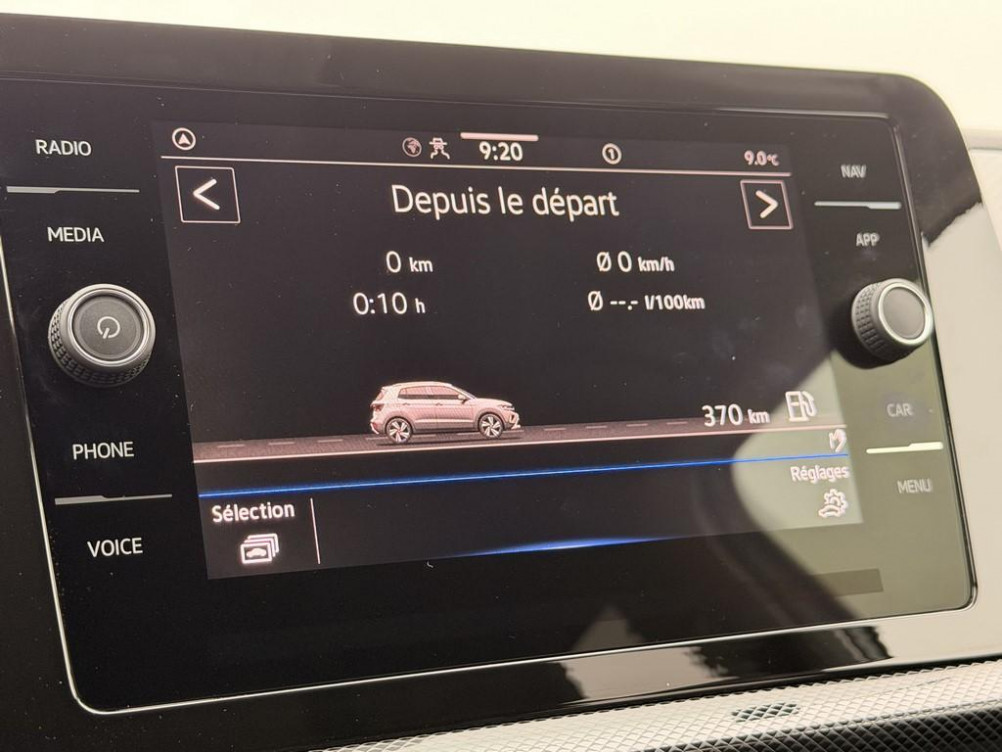 RADIO
MEDIA
PHONE
VOICE
9:20
1
9.0°C
<
Depuis le départ
>
0 km
Ø 0 km/h
0:10 h
Ø --,- l/100km
370 km
Réglages
Sélection
NAV
APP
CAR
MENU